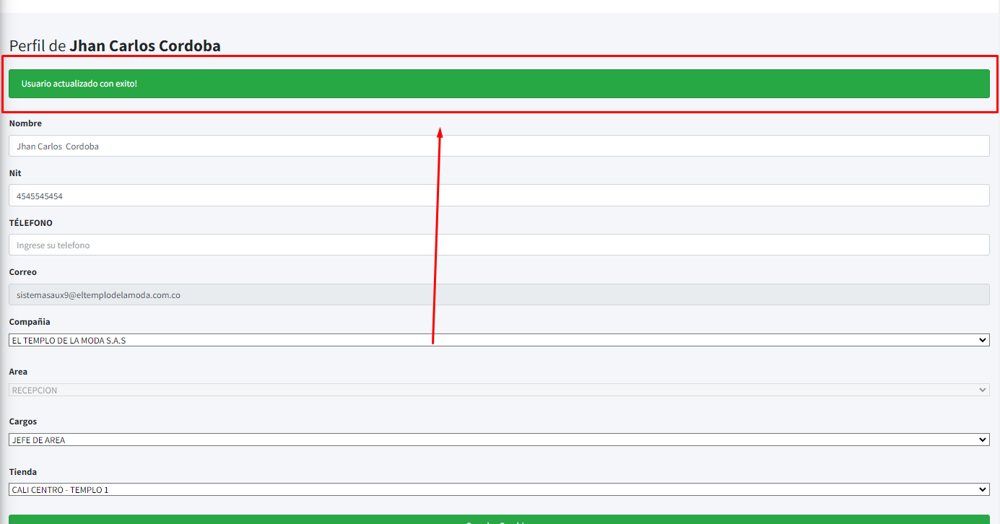 Perfil de Jhan Carlos Cordoba
Usuario actualizado con exito!
Nombre
Jhan Carlos Cordoba
Nit
4545545454
TÉLEFONO
Ingrese su telefono
Correo
sistemasaux9@eltemplodelamoda.com.co
Compañia
EL TEMPLO DE LA MODA S.A.S
Area
RECEPCION
Cargos
JEFE DE AREA
Tienda
CALI CENTRO - TEMPLO 1